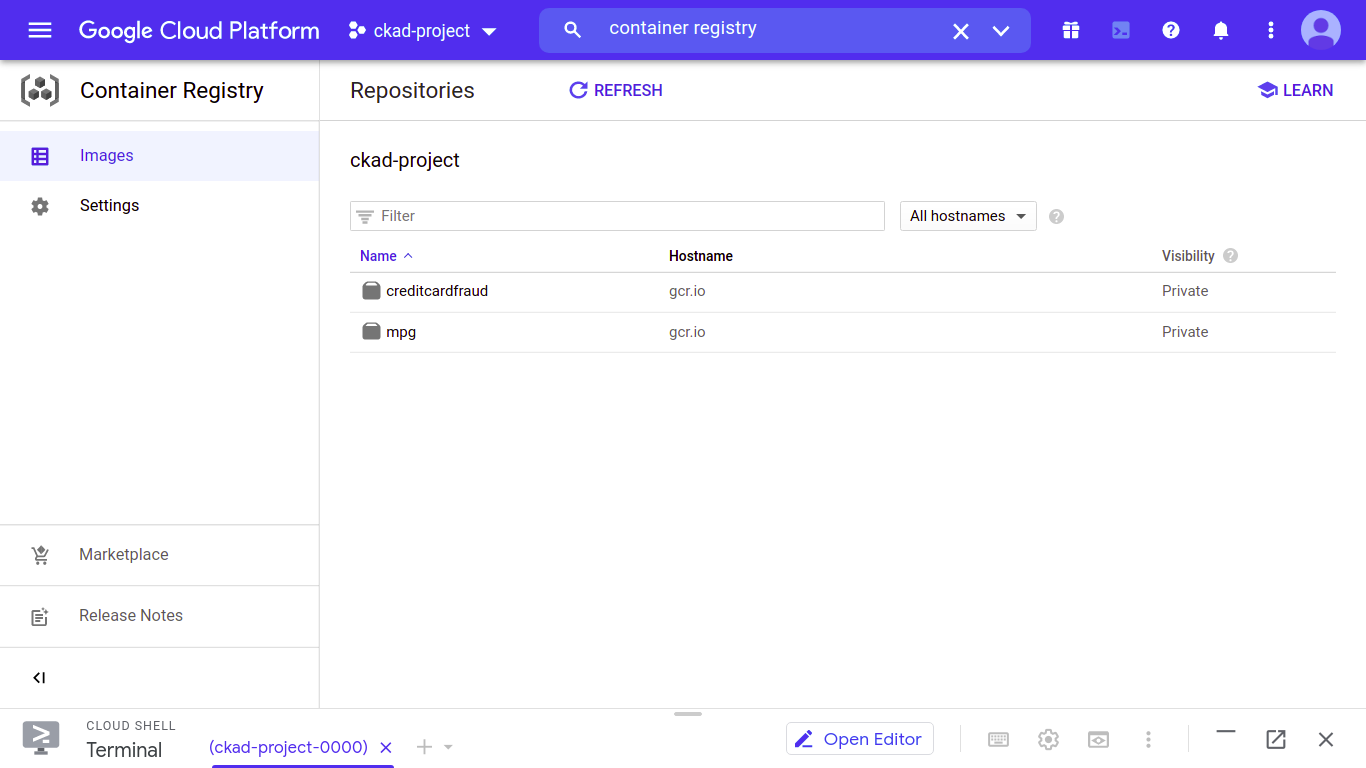 Google Cloud Platform
ckad-project
container registry
Container Registry
Repositories
REFRESH
LEARN
Images
Settings
ckad-project
Filter
All hostnames
Name
Hostname
Visibility
creditcardfraud
gcr.io
Private
mpg
gcr.io
Private
Marketplace
Release Notes
CLOUD SHELL
Terminal
(ckad-project-0000)
Open Editor